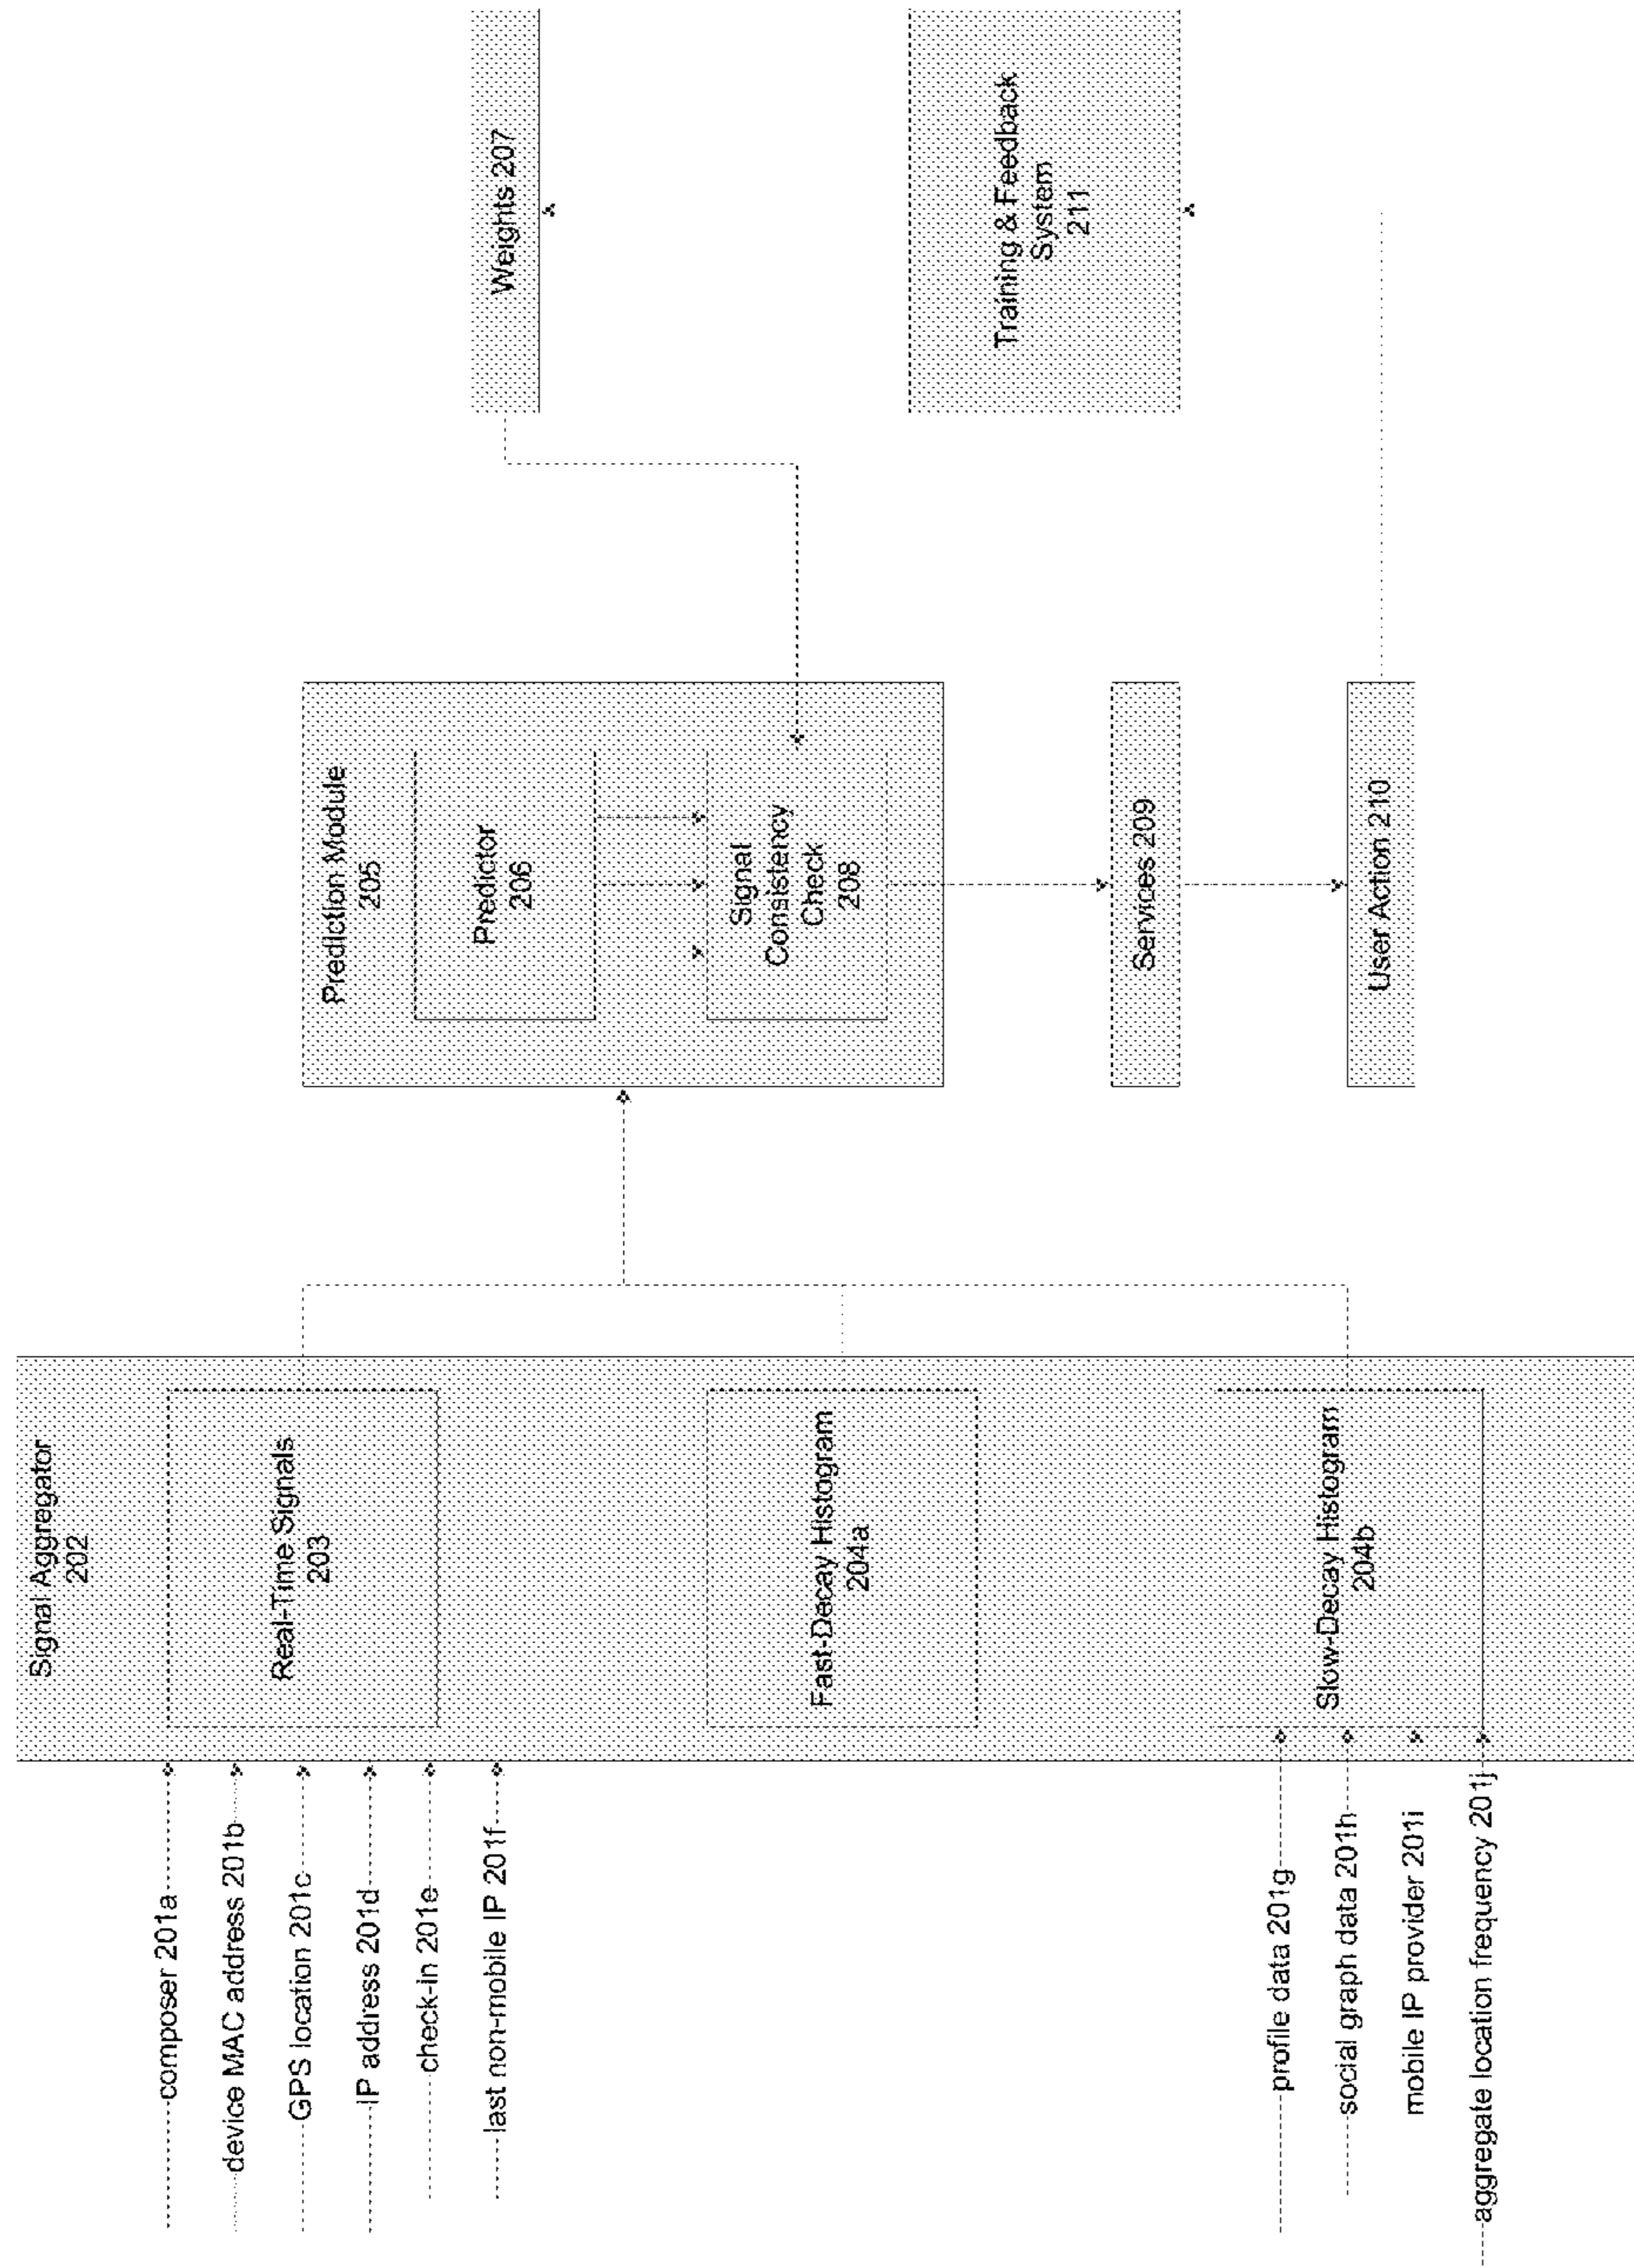 Signal Aggregator
202
composer 201a
device MAC address 201b
GPS location 201c
IP address 201d
check-in 201e
last non-mobile IP 201f
Real-Time Signals
203
Fast-Decay Histogram
204a
profile data 201g
social graph data 201h
mobile IP provider 201i
aggregate location frequency 201j
Slow-Decay Histogram
204b
Prediction Module
205
Predictor
206
Signal
Consistency
Check
208
Services 209
User Action 210
Weights 207
Training & Feedback
System
211